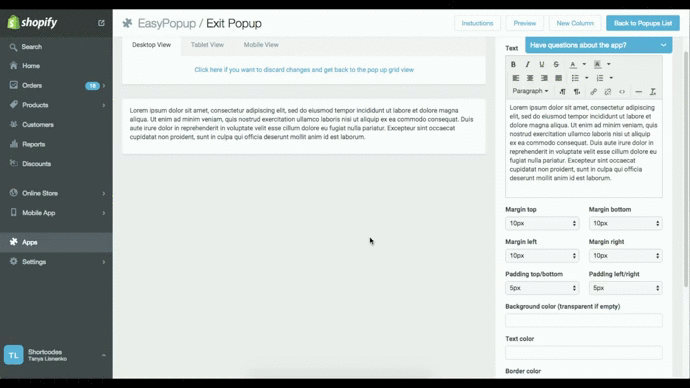 shopify
EasyPopup / Exit Popup
Instuctions
Preview
New Column
Back to Popups List
Search
Home
Orders
18
Products
Customers
Reports
Discounts
Online Store
Mobile App
Apps
Settings
TL
Shortcodes
Tanya Lisnenko
Desktop View
Tablet View
Mobile View
Click here if you want to discard changes and get back to the pop up grid view
Lorem ipsum dolor sit amet, consectetur adipiscing elit, sed do eiusmod tempor incididunt ut labore et dolore magna
aliqua. Ut enim ad minim veniam, quis nostrud exercitation ullamco laboris nisi ut aliquip ex ea commodo consequat. Duis
aute irure dolor in reprehenderit in voluptate velit esse cillum dolore eu fugiat nulla pariatur. Excepteur sint occaecat
cupidatat non proident, sunt in culpa qui officia deserunt mollit anim id est laborum.
Text
Have questions about the app?
B I U S A A
Paragraph
Lorem ipsum dolor sit amet, consectetur
adipiscing elit, sed do eiusmod tempor
incididunt ut labore et dolore magna
aliqua. Ut enim ad minim veniam, quis
nostrud exercitation ullamco laboris nisi ut aliquip
ex ea commodo consequat. Duis aute irure
dolor in reprehenderit in voluptate velit
esse cillum dolore eu fugiat nulla
pariatur. Excepteur sint occaecat
cupidatat non proident, sunt in culpa qui officia
deserunt mollit anim id est laborum.
Margin top
Margin bottom
10px
10px
Margin left
Margin right
10px
10px
Padding top/bottom
Padding left/right
5px
5px
Background color (transparent if empty)
Text color
Border color